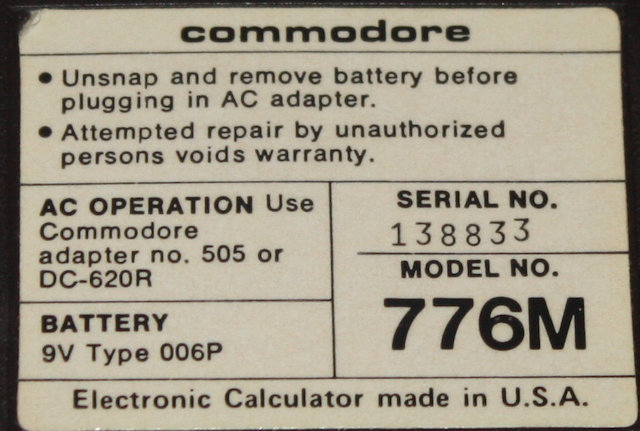 commodore
• Unsnap and remove battery before
plugging in AC adapter.
• Attempted repair by unauthorized
persons voids warranty.
AC OPERATION Use
Commodore
adapter no. 505 or
DC-620R
BATTERY
9V Type 006P
SERIAL NO.
138833
MODEL NO.
776M
Electronic Calculator made in U.S.A.